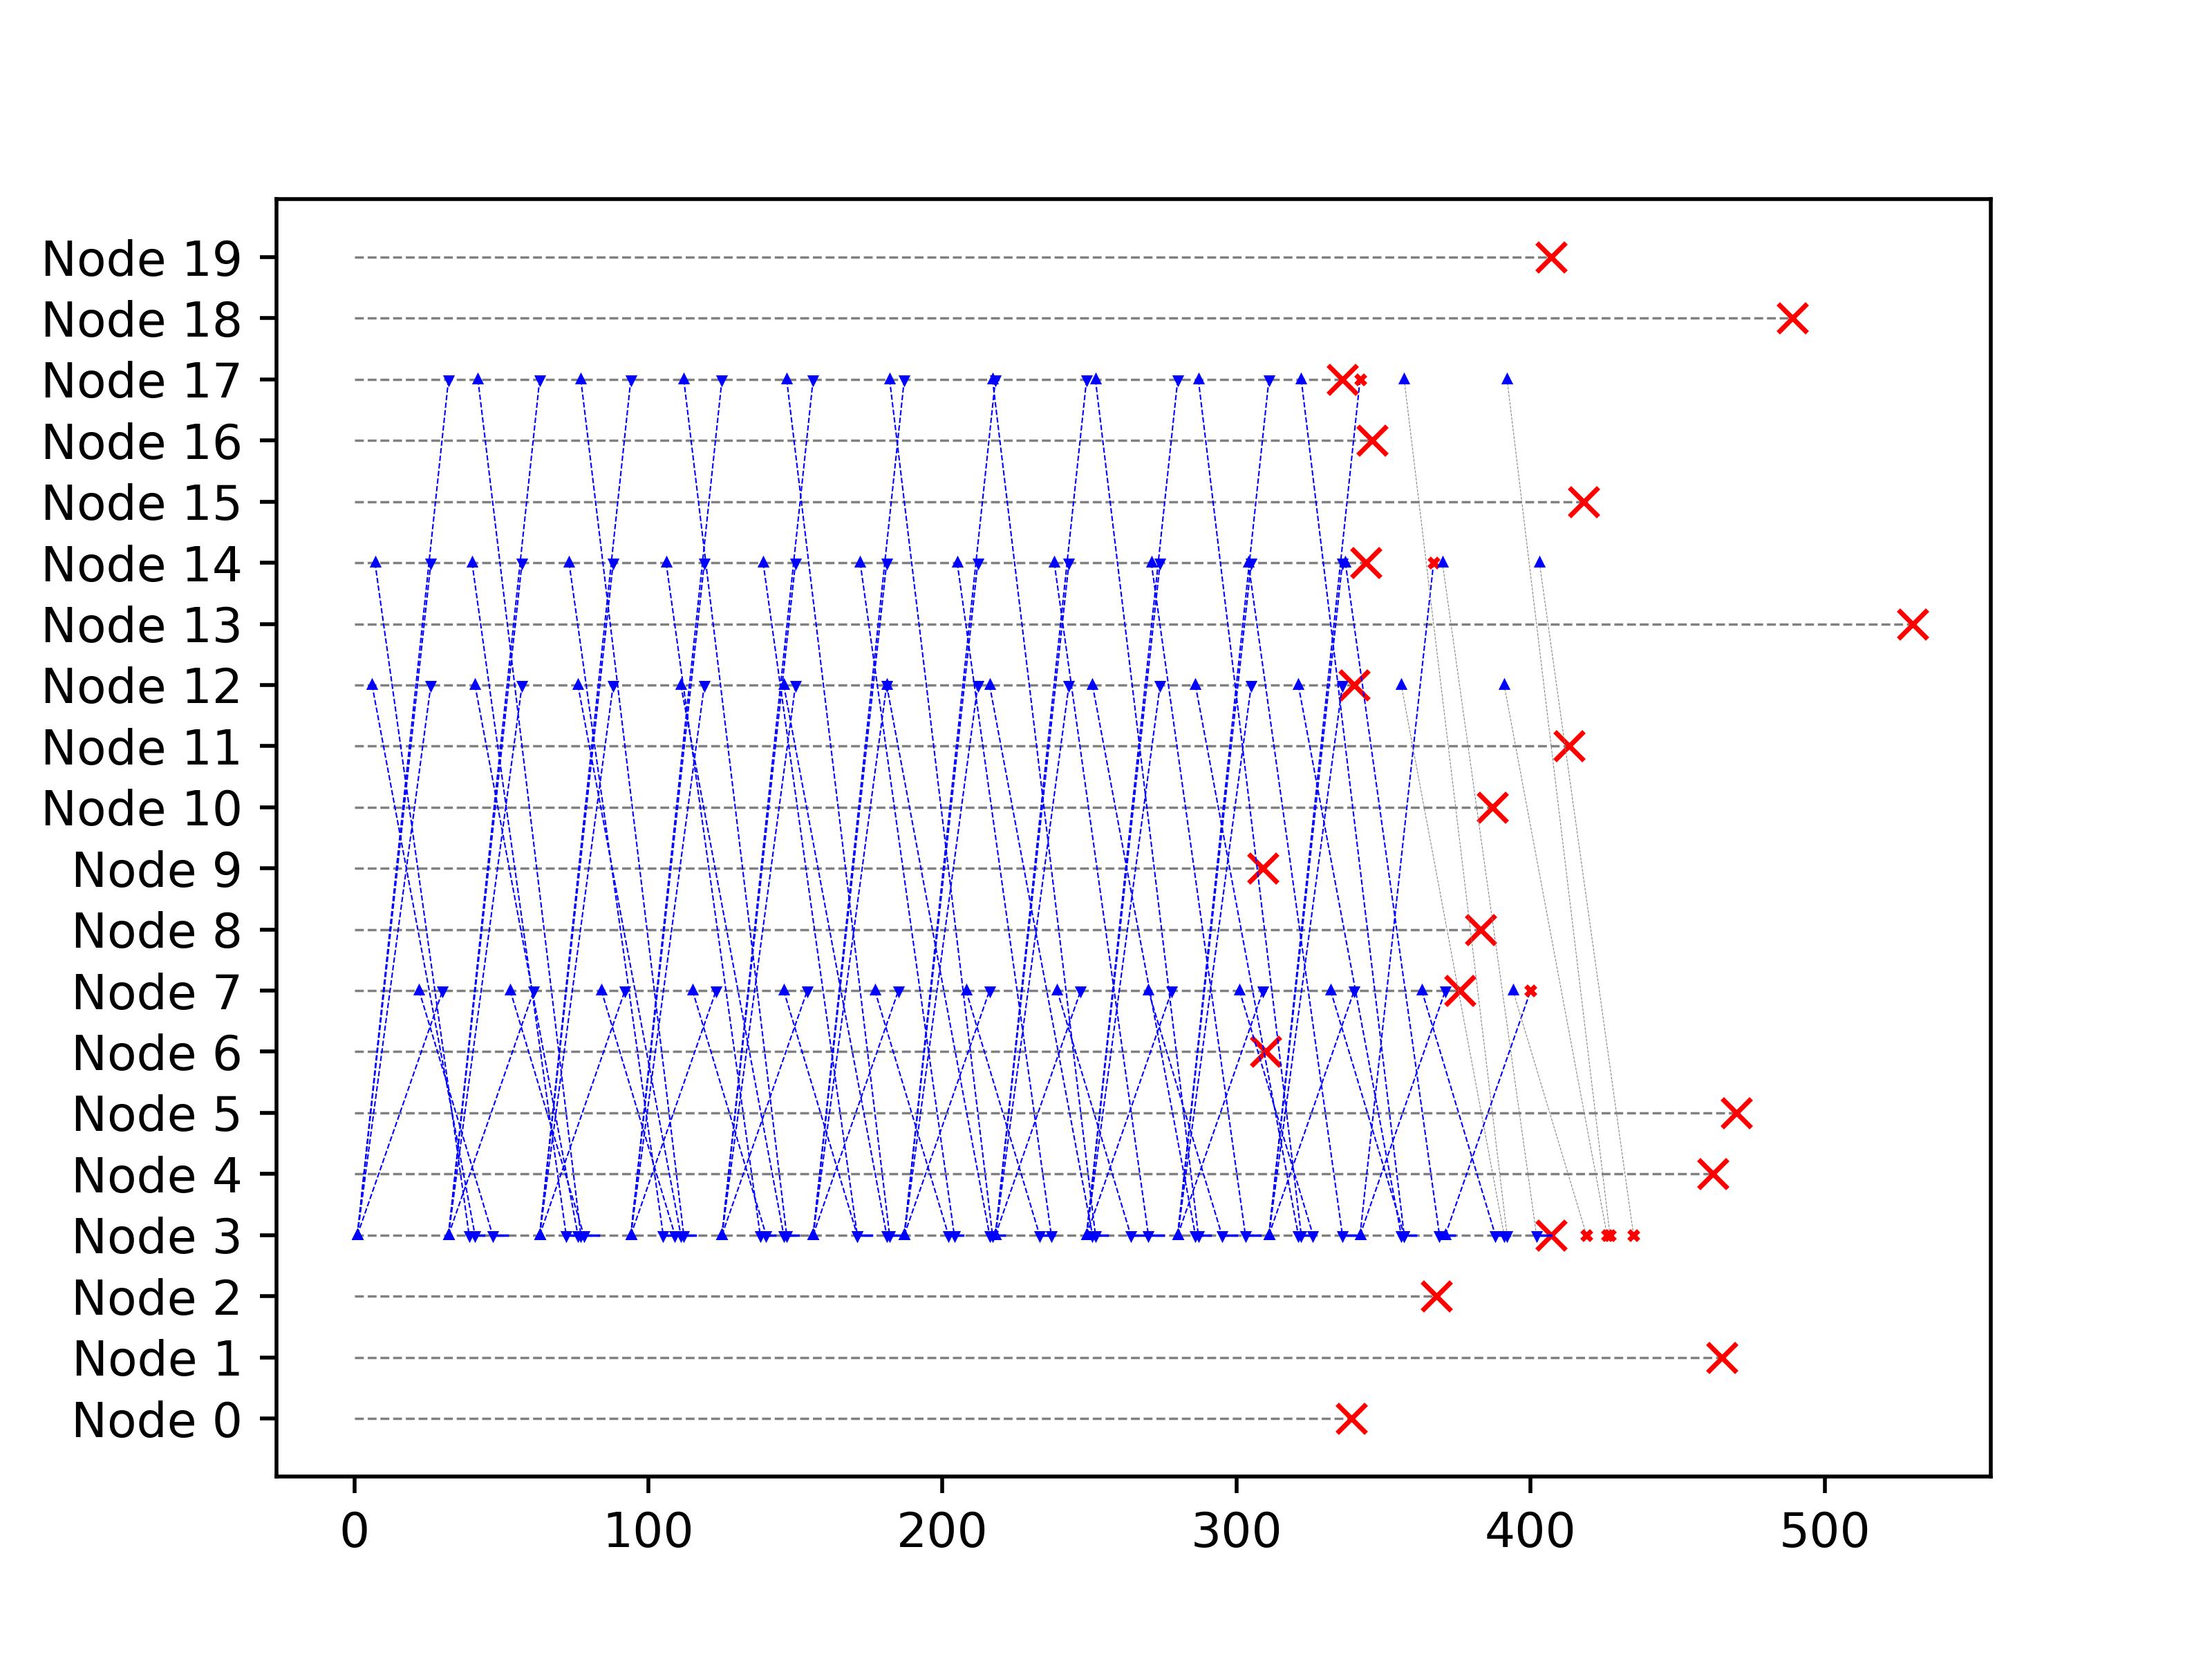 Node 19
Node 18
Node 17
Node 16
Node 15
Node 14
Node 13
Node 12
Node 11
Node 10
Node 9
Node 8
Node 7
Node 6
Node 5
Node 4
Node 3
Node 2
Node 1
Node 0
0 100 200 300 400 500